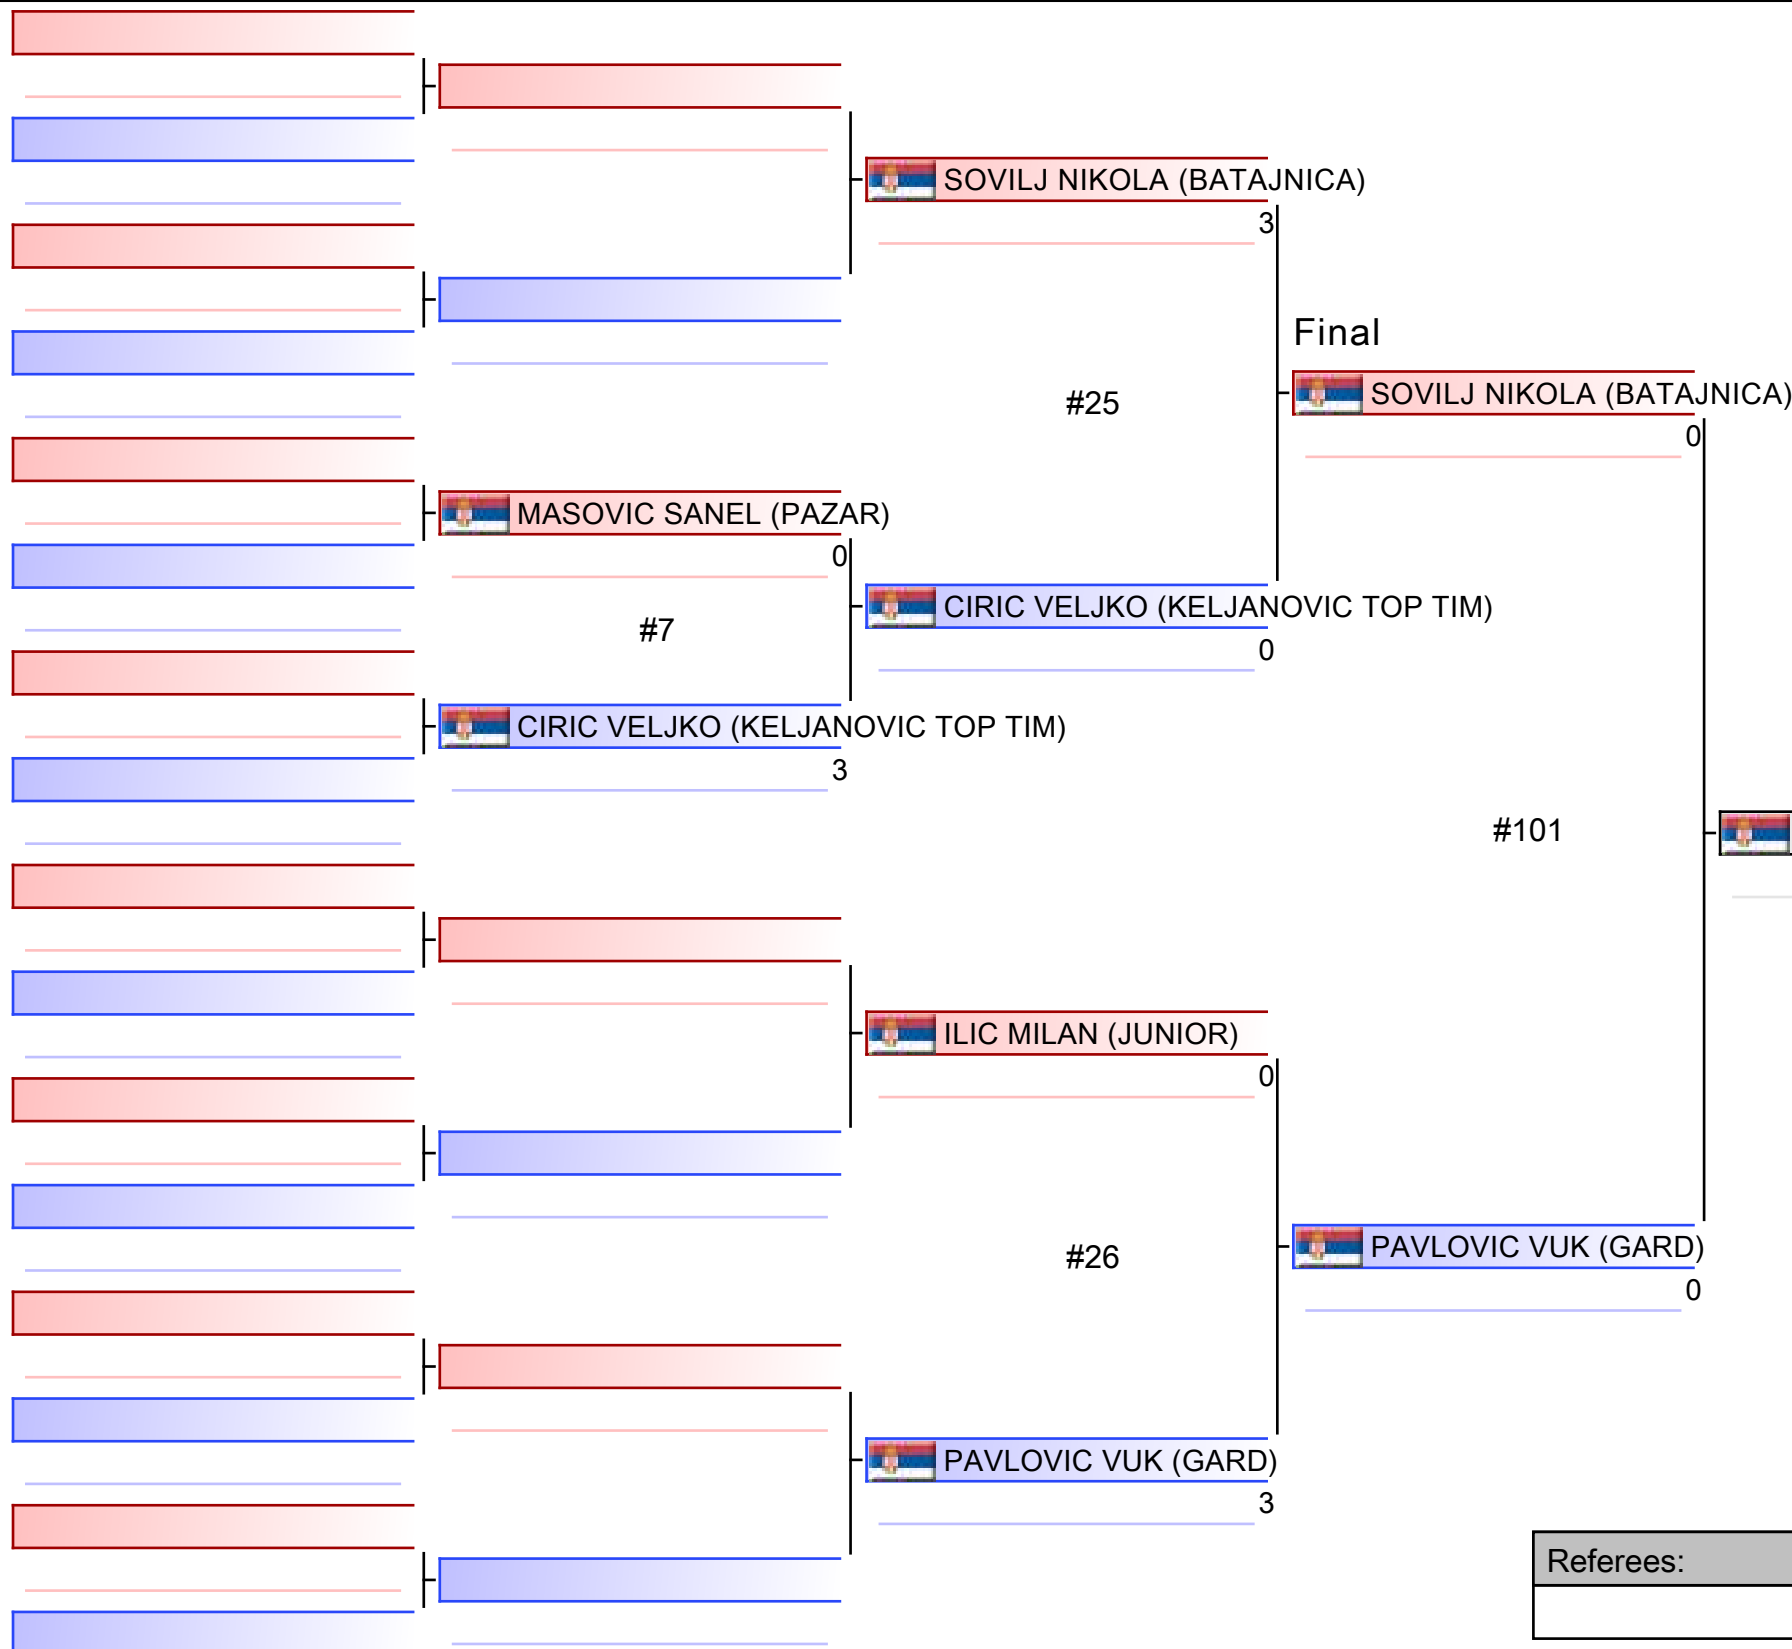 SOVILJ NIKOLA (BATAJNICA)
3
Final
#25
SOVILJ NIKOLA (BATAJNICA)
0
MASOVIC SANEL (PAZAR)
0
#7
CIRIC VELJKO (KELJANOVIC TOP TIM)
0
CIRIC VELJKO (KELJANOVIC TOP TIM)
3
#101
ILIC MILAN (JUNIOR)
0
#26
PAVLOVIC VUK (GARD)
0
PAVLOVIC VUK (GARD)
3
Referees: